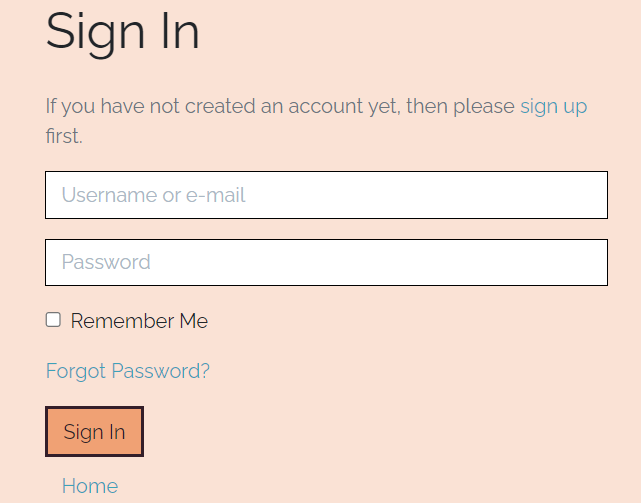 Sign In
If you have not created an account yet, then please sign up
first.
Username or e-mail
Password
Remember Me
Forgot Password?
Sign In
Home